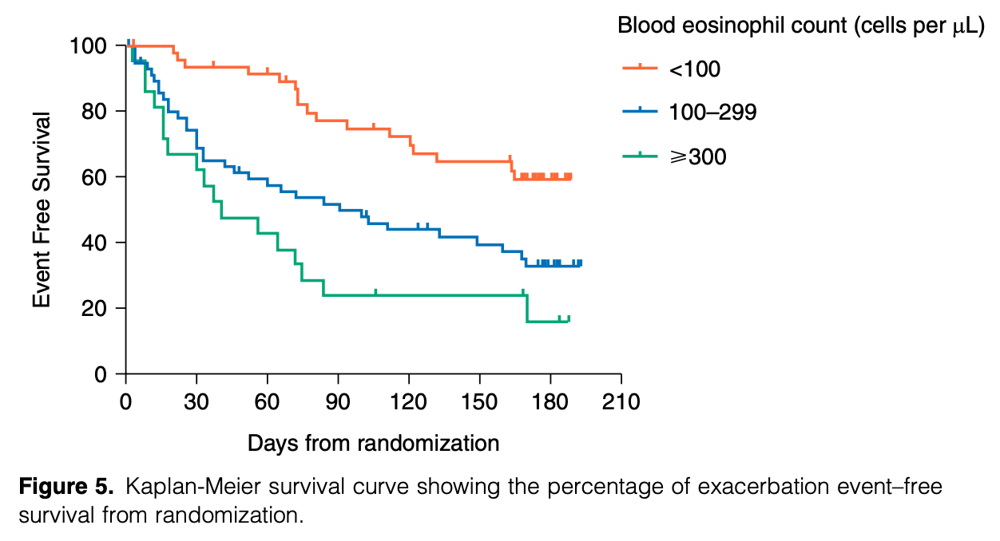 Blood eosinophil count (cells per μL)
<100
100–299
⩾300
Event Free Survival
100
80
60
40
20
0
0 30 60 90 120 150 180 210
Days from randomization
Figure 5. Kaplan-Meier survival curve showing the percentage of exacerbation event–free
survival from randomization.